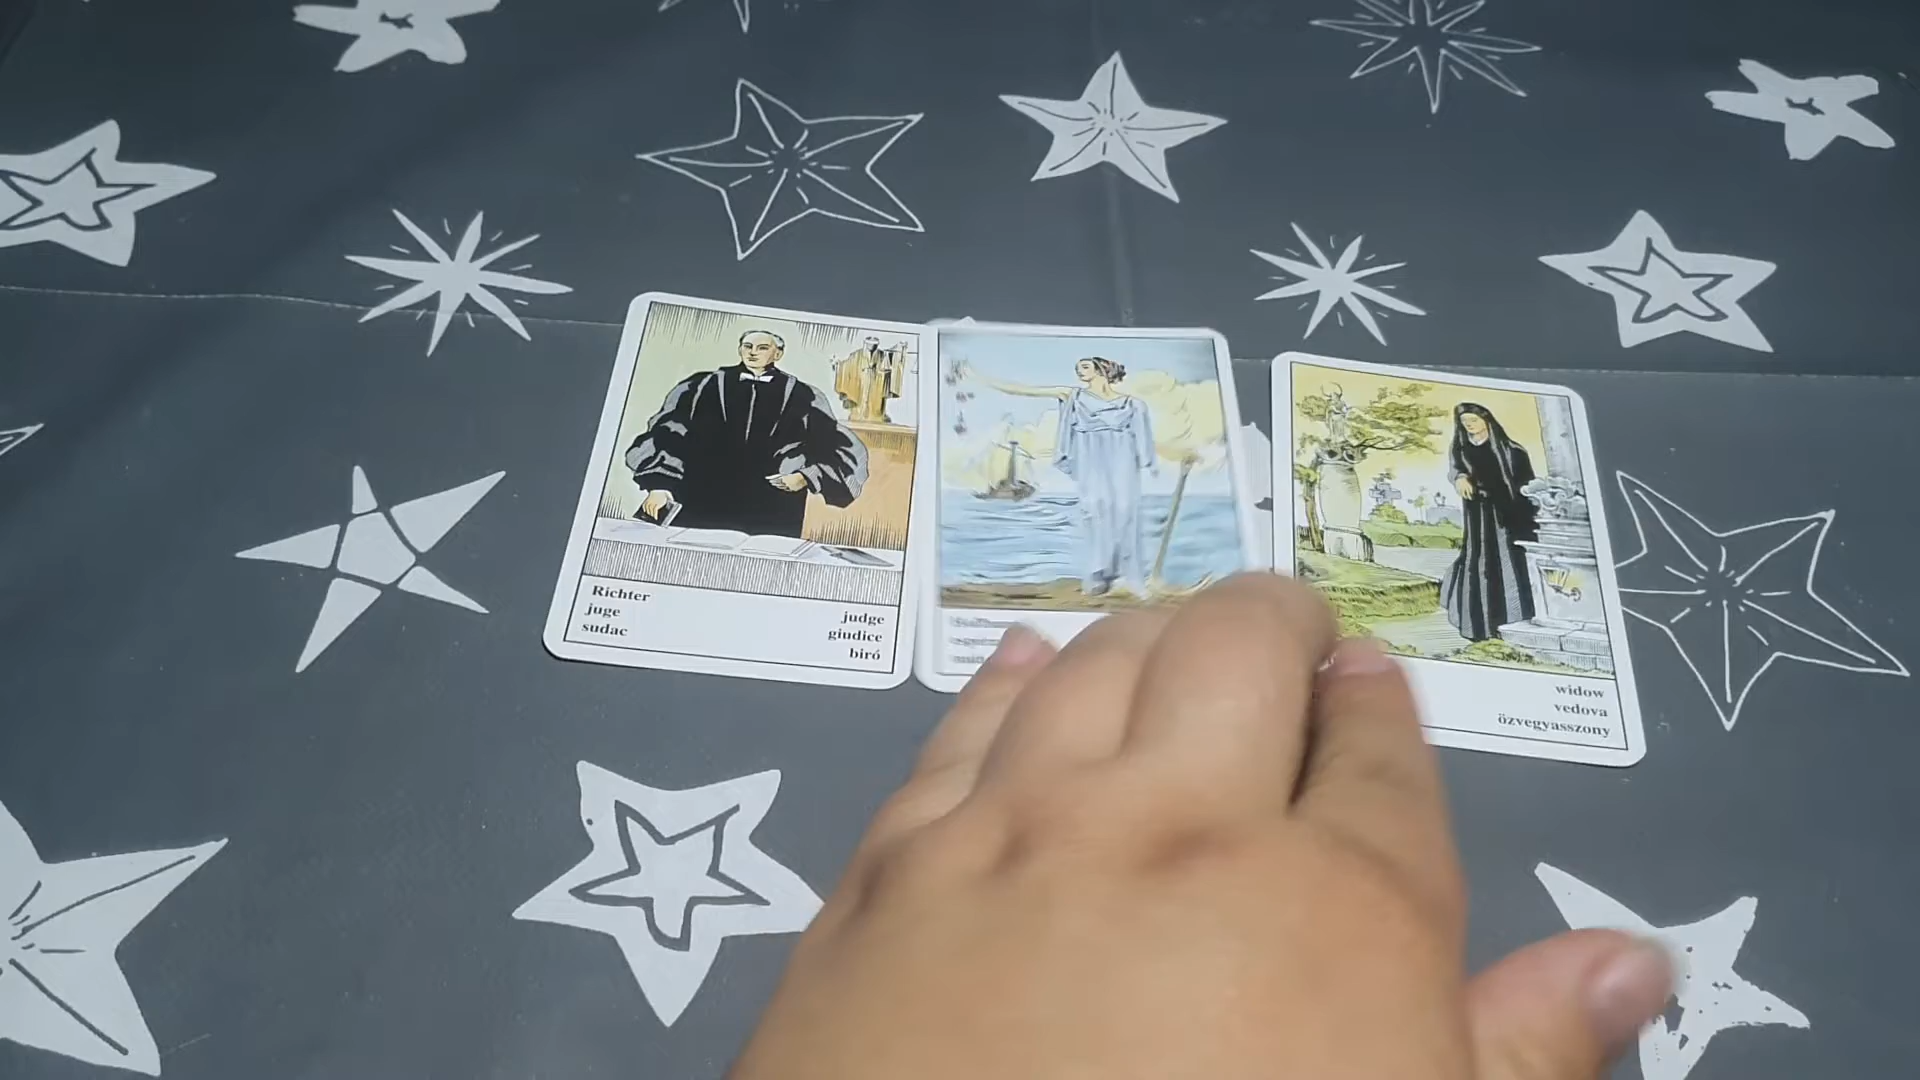 Richter
juge
sudac
judge
giudice
biró
widow
vedova
özvegyasszony